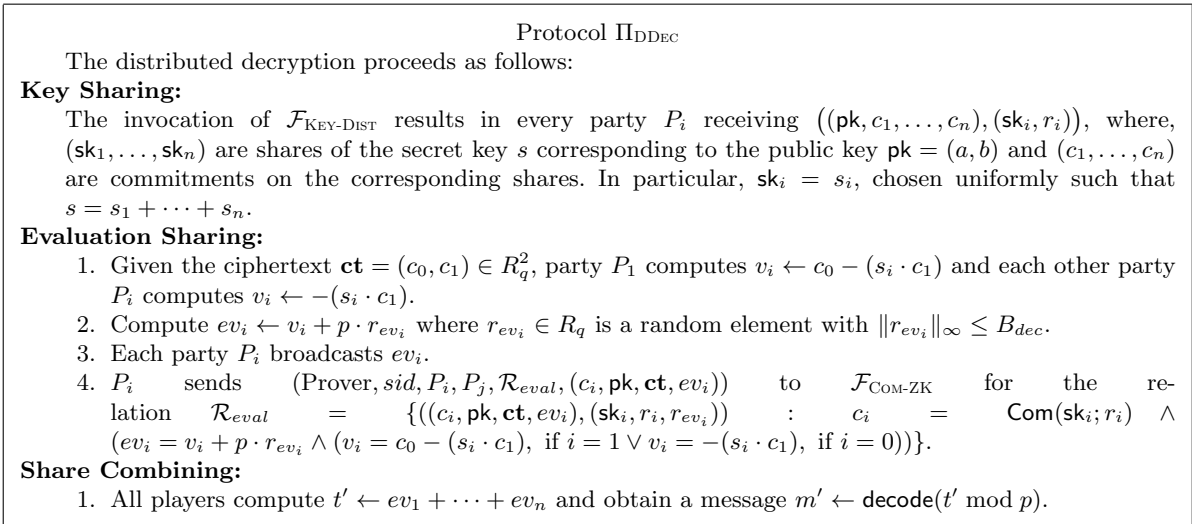 Protocol Π_DDEC
The distributed decryption proceeds as follows:
Key Sharing:
The invocation of F_KEY-DIST results in every party P_i receiving ((pk, c_1, . . . , c_n), (sk_i, r_i)), where,
(sk_1, . . . , sk_n) are shares of the secret key s corresponding to the public key pk = (a, b) and (c_1, . . . , c_n)
are commitments on the corresponding shares. In particular, sk_i = s_i, chosen uniformly such that
s = s_1 + · · · + s_n.
Evaluation Sharing:
1. Given the ciphertext ct = (c_0, c_1) ∈ R_q^2, party P_1 computes v_i ← c_0 − (s_i · c_1) and each other party
P_i computes v_i ← −(s_i · c_1).
2. Compute ev_i ← v_i + p · r_{ev_i} where r_{ev_i} ∈ R_q is a random element with ‖r_{ev_i}‖_∞ ≤ B_dec.
3. Each party P_i broadcasts ev_i.
4. P_i sends (Prover, sid, P_i, P_j, R_eval, (c_i, pk, ct, ev_i)) to F_COM-ZK for the re-
lation R_eval = {((c_i, pk, ct, ev_i), (sk_i, r_i, r_{ev_i})) : c_i = Com(sk_i; r_i) ∧
(ev_i = v_i + p · r_{ev_i} ∧ (v_i = c_0 − (s_i · c_1), if i = 1 ∨ v_i = −(s_i · c_1), if i = 0))}.
Share Combining:
1. All players compute t′ ← ev_1 + · · · + ev_n and obtain a message m′ ← decode(t′ mod p).